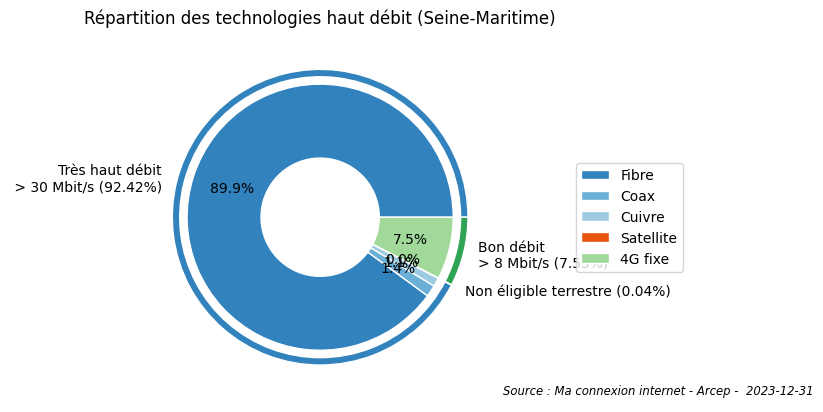 Répartition des technologies haut débit (Seine-Maritime)
Très haut débit
> 30 Mbit/s (92.42%)
89.9%
7.5%
0.0%
1.4%
Bon débit
> 8 Mbit/s
Non éligible terrestre (0.04%)
Fibre
Coax
Cuivre
Satellite
4G fixe
Source : Ma connexion internet - Arcep - 2023-12-31